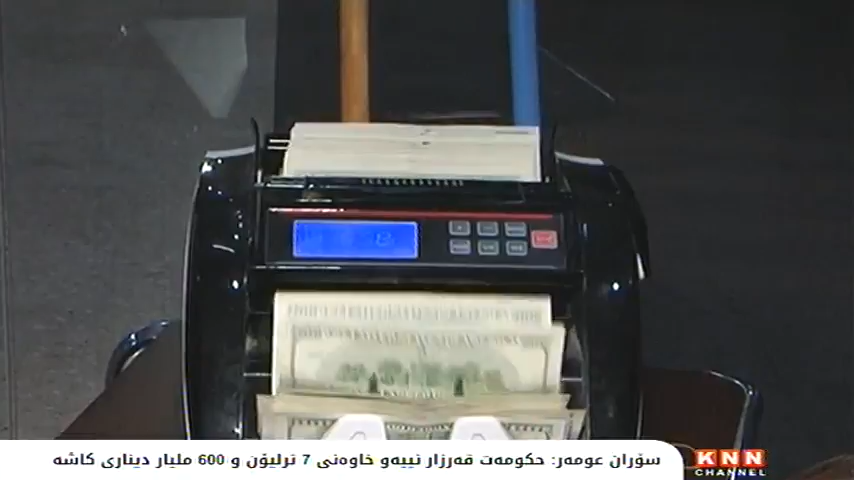 سۆران عومەر: حکومەت قەرزار نییەو خاوەنی 7 ترلیۆن و 600 ملیار دیناری کاشە
KNN
CHANNEL